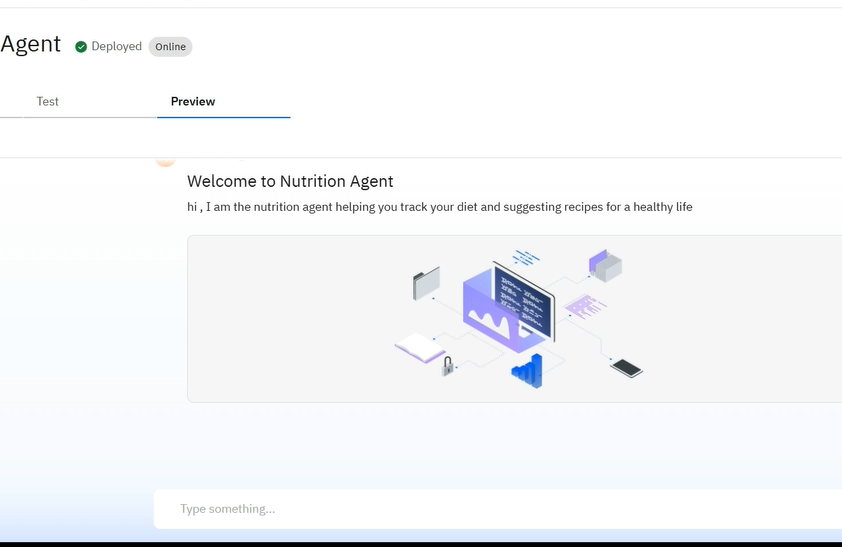 Agent Deployed Online
Test Preview
Welcome to Nutrition Agent
hi , I am the nutrition agent helping you track your diet and suggesting recipes for a healthy life
Type something...